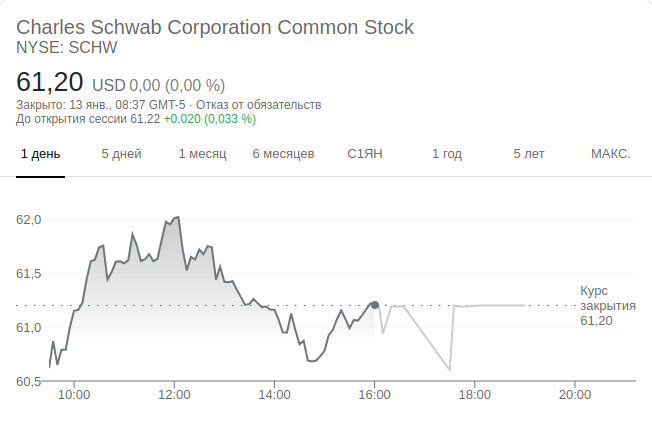 Charles Schwab Corporation Common Stock
NYSE: SCHW
61,20 USD 0,00 (0,00 %)
Закрыто: 13 янв., 08:37 GMT-5 · Отказ от обязательств
До открытия сессии 61,22 +0,020 (0,033 %)
1 день 5 дней 1 месяц 6 месяцев С1ЯН 1 год 5 лет МАКС.
62,0
61,5
Курс
закрытия
61,20
61,0
60,5
10:00 12:00 14:00 16:00 18:00 20:00